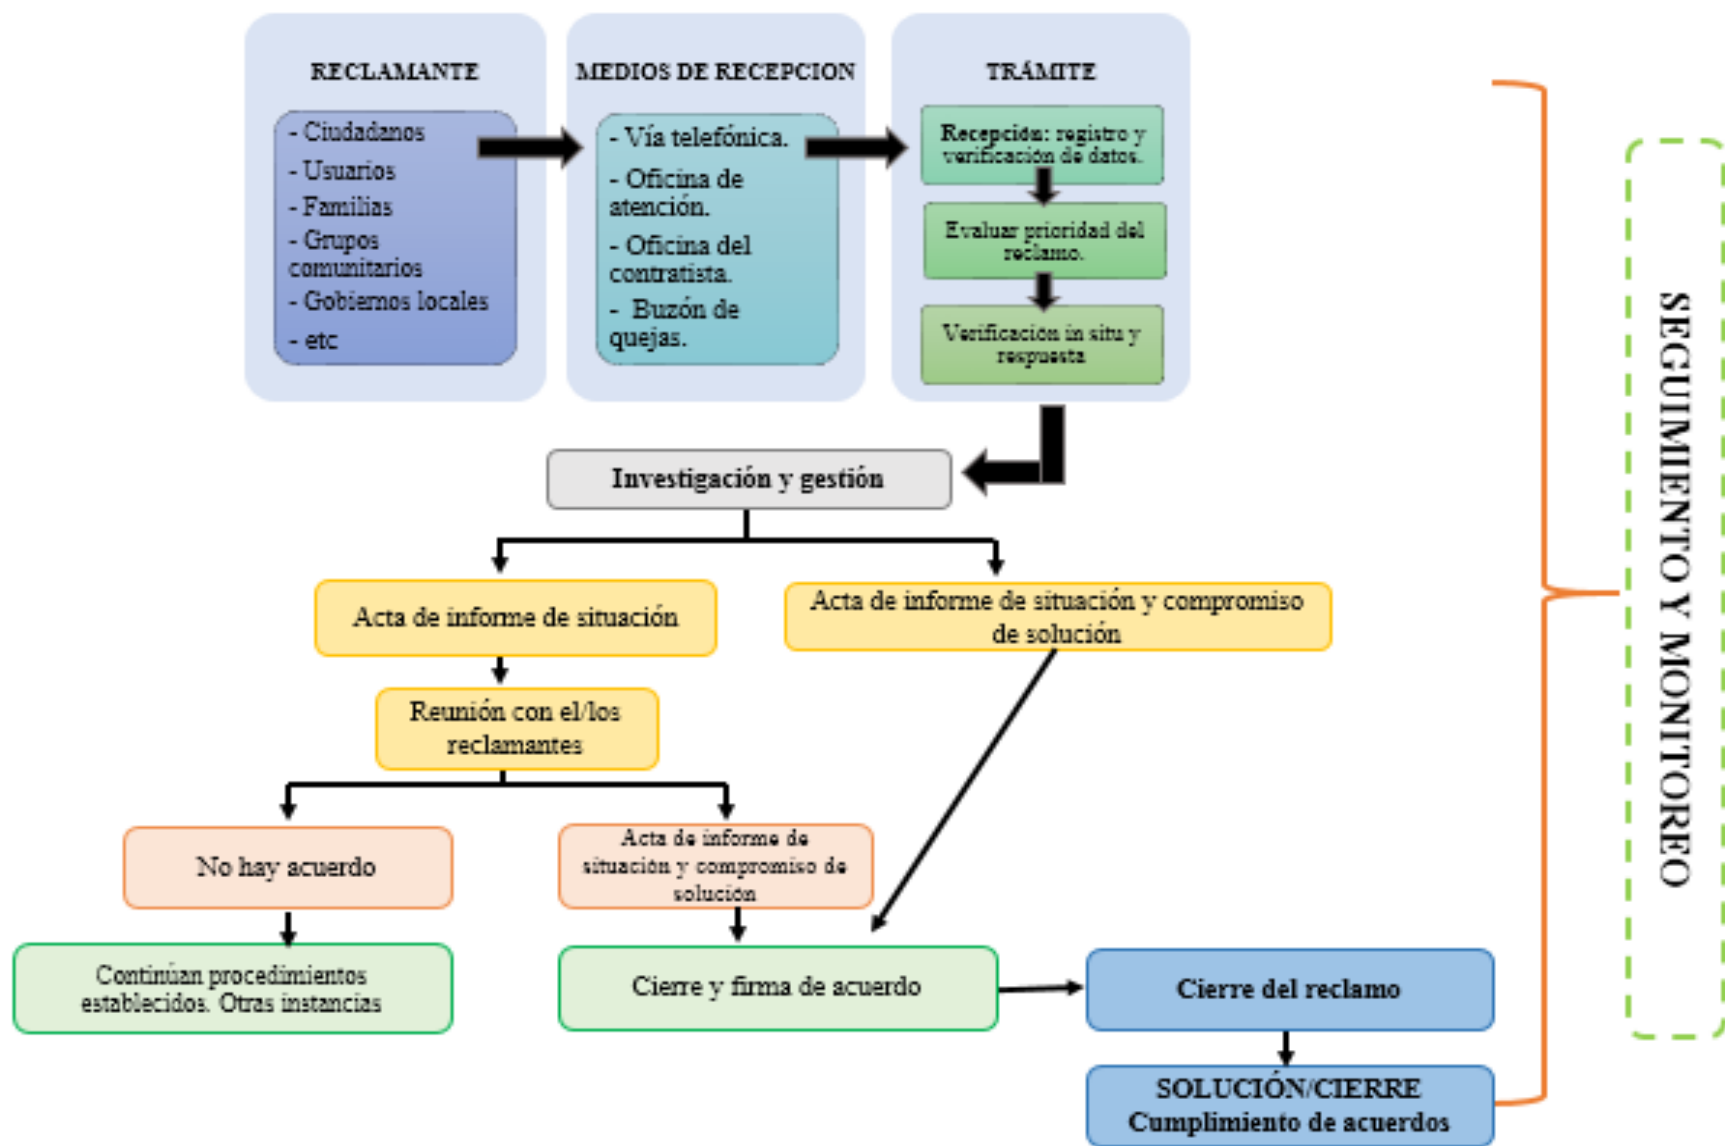 RECLAMANTE
- Ciudadanos
- Usuarios
- Familias
- Grupos
comunitarios
- Gobiernos locales
- etc
MEDIOS DE RECEPCION
- Vía telefónica.
- Oficina de
atención.
- Oficina del
contratista.
- Buzón de
quejas.
TRÁMITE
Recepción: registro y
verificación de datos.
Evaluar prioridad del
reclamo.
Verificación in situ y
respuesta
Investigación y gestión
Acta de informe de situación
Acta de informe de situación y compromiso
de solución
Reunión con el/los
reclamantes
No hay acuerdo
Acta de informe de
situación y compromiso de
solución
Continúan procedimientos
establecidos. Otras instancias
Cierre y firma de acuerdo
Cierre del reclamo
SOLUCIÓN/CIERRE
Cumplimiento de acuerdos
SEGUIMIENTO Y MONITOREO